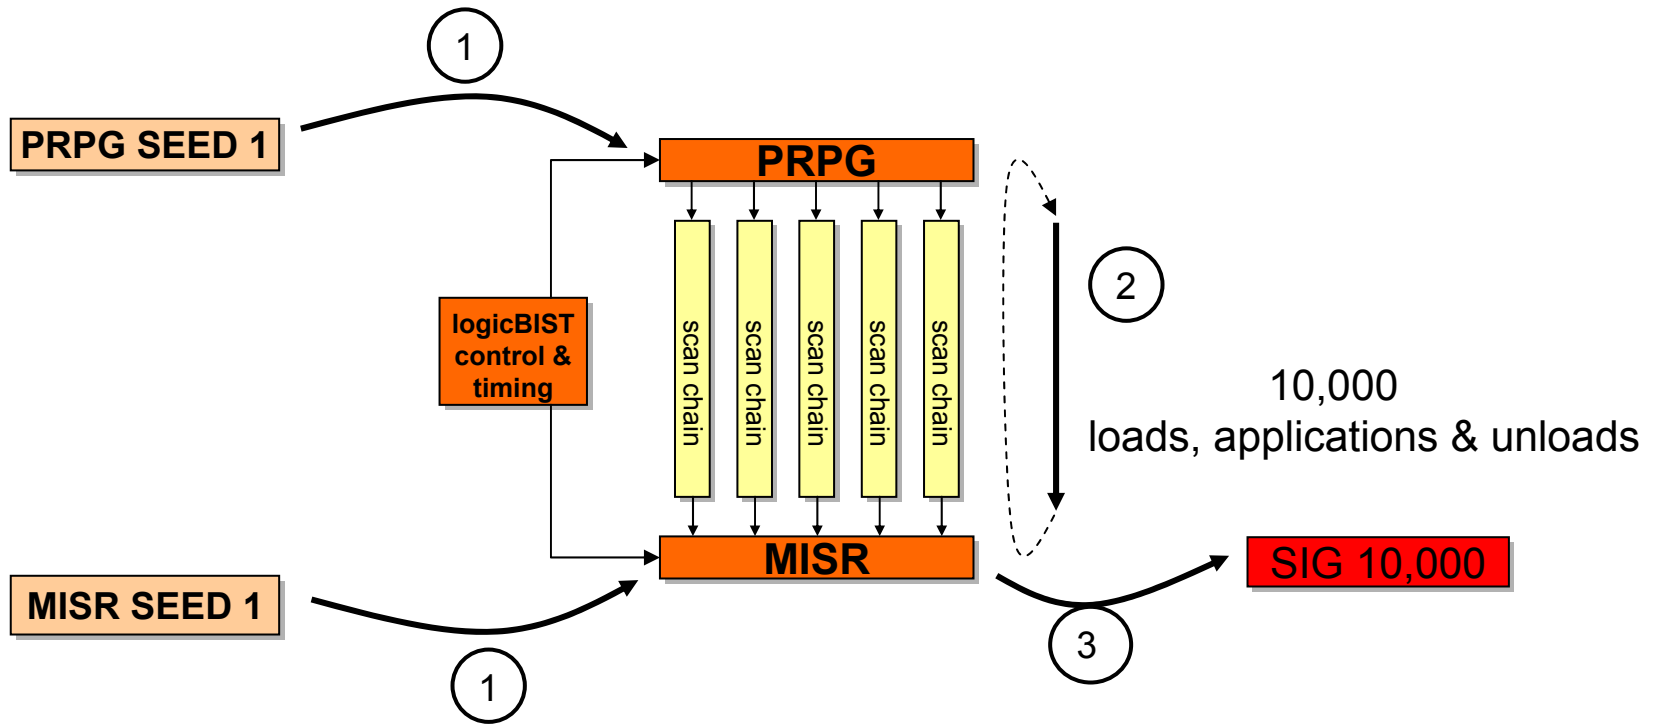 1
PRPG SEED 1
PRPG
scan chain
scan chain
scan chain
scan chain
scan chain
2
logicBIST
control &
timing
10,000
loads, applications & unloads
MISR
SIG 10,000
MISR SEED 1
3
1